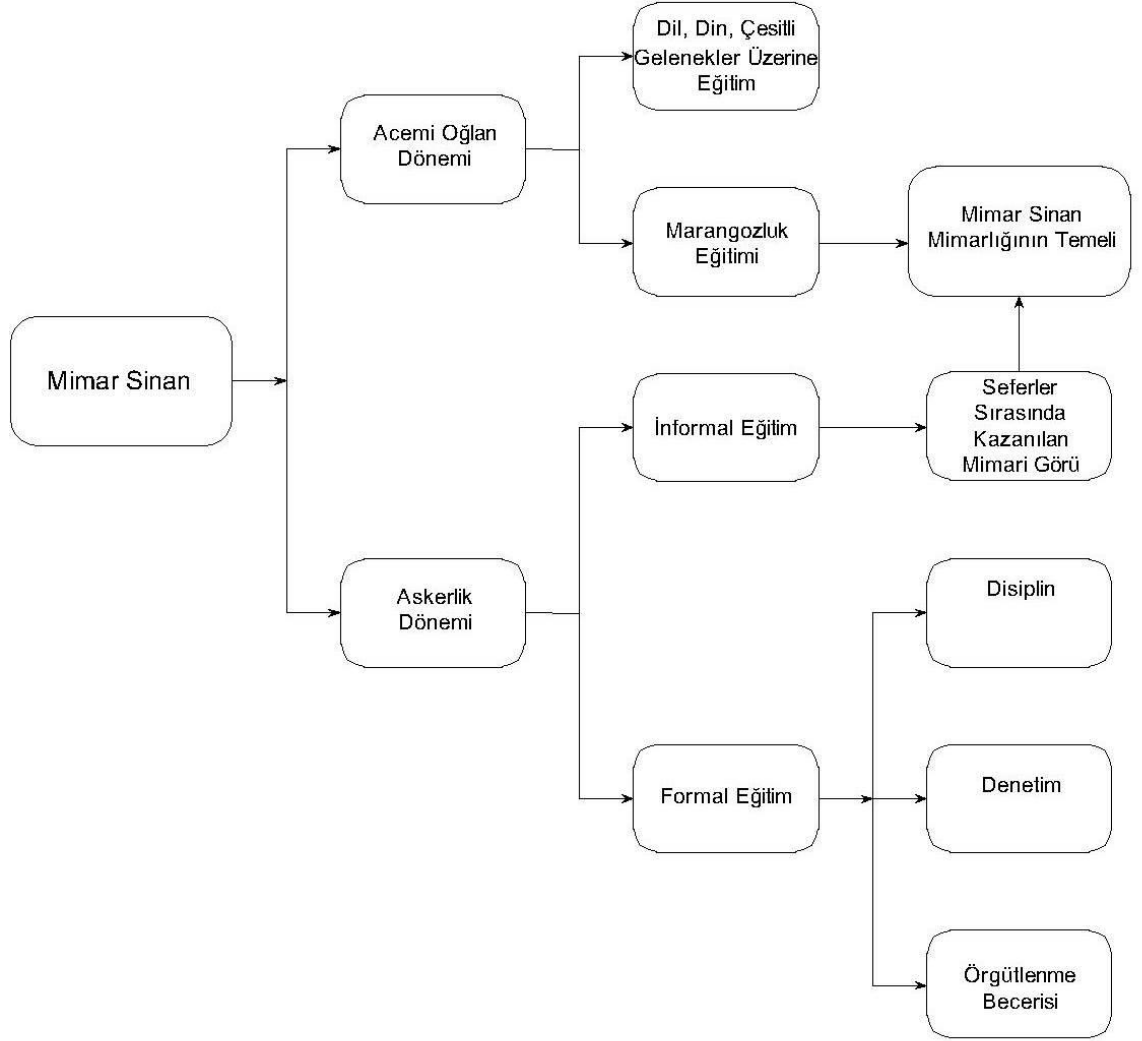 Dil, Din, Çesitli
Gelenekler Üzerine
Eğitim
Acemi Oğlan
Dönemi
Marangozluk
Eğitimi
Mimar Sinan
Mimarlığının Temeli
Mimar Sinan
İnformal Eğitim
Seferler
Sırasında
Kazanılan
Mimari Görü
Askerlik
Dönemi
Disiplin
Formal Eğitim
Denetim
Örgütlenme
Becerisi